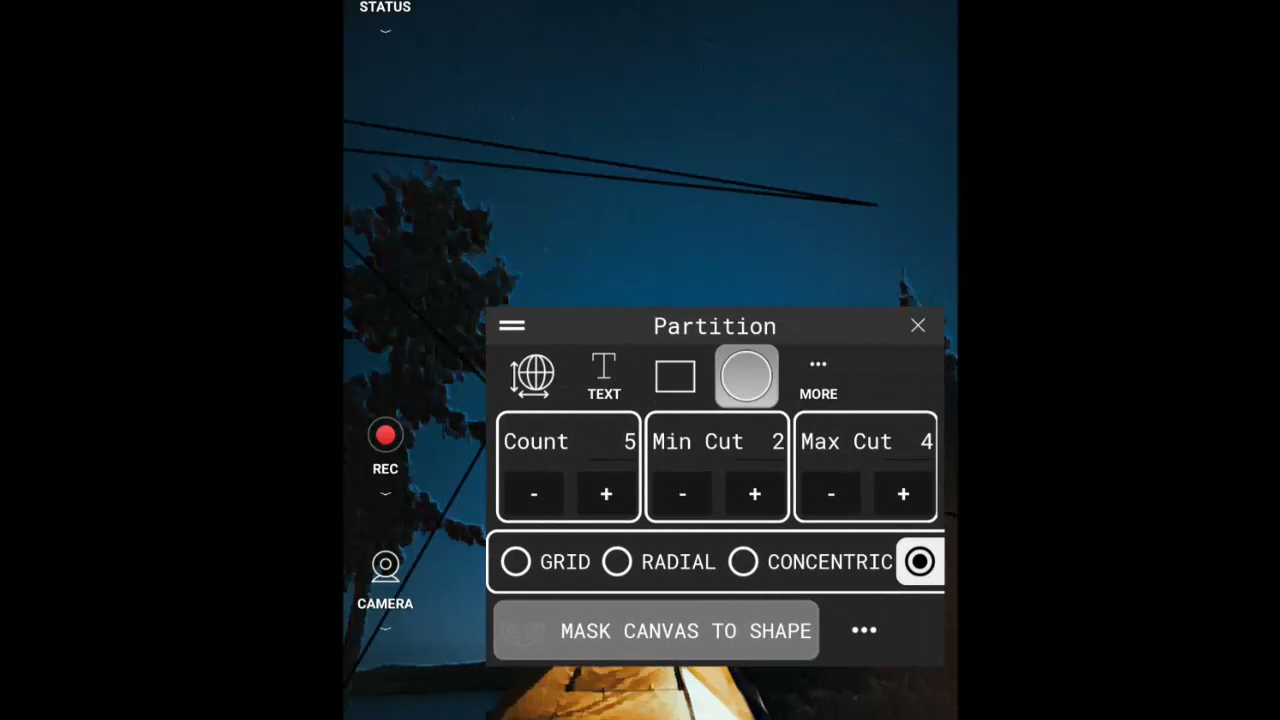 STATUS
Partition
TEXT
MORE
Count 5
Min Cut 2
Max Cut 4
- + - + - +
REC
GRID RADIAL CONCENTRIC
CAMERA
MASK CANVAS TO SHAPE